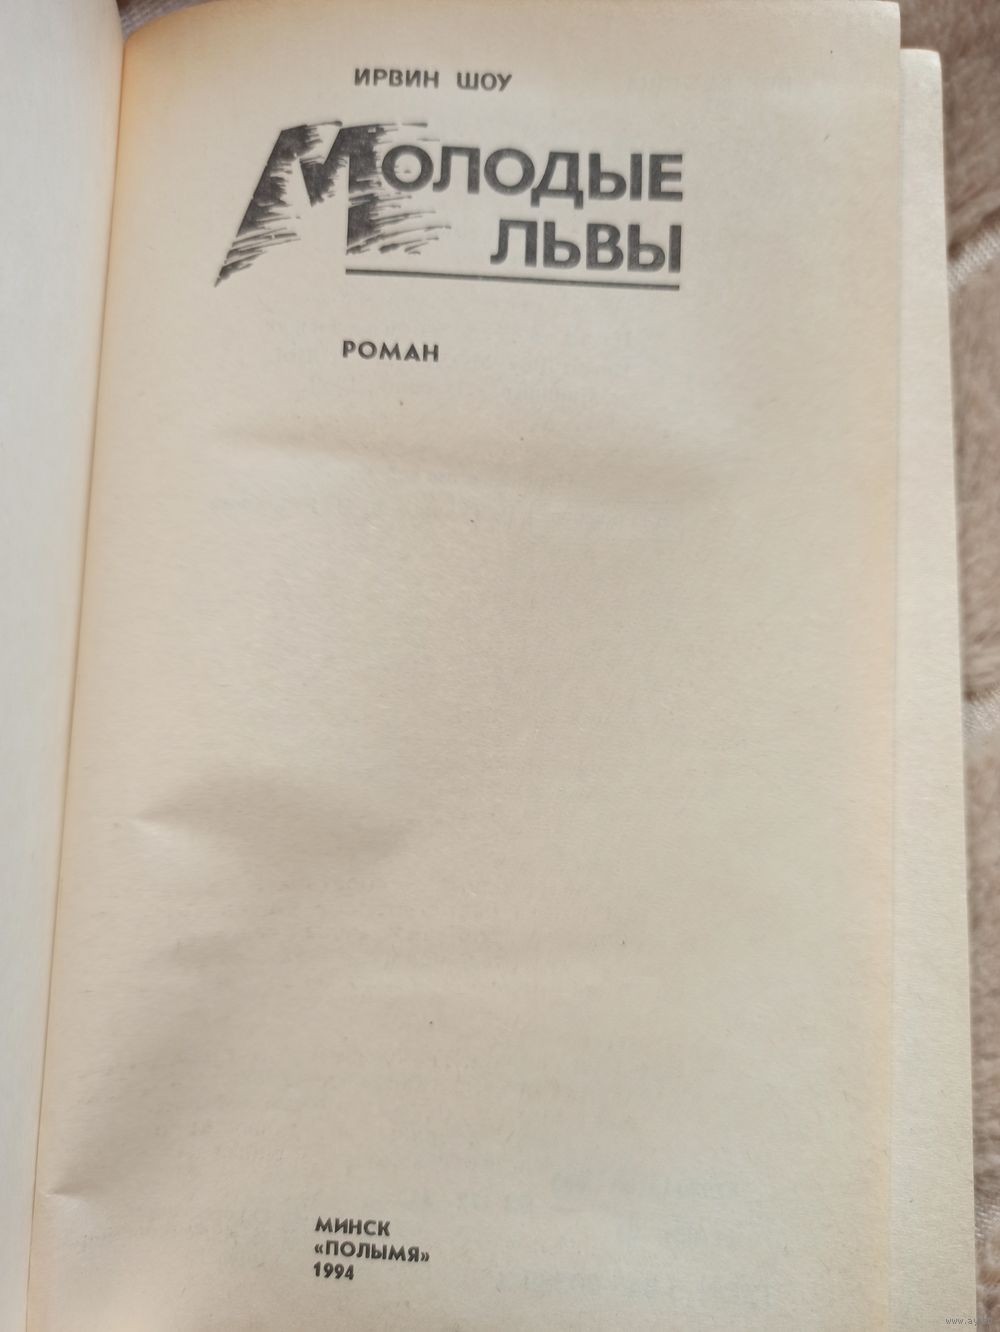 ИРВИН ШОУ
МОЛОДЫЕ
ЛЬВЫ
РОМАН
МИНСК
«ПОЛЫМЯ»
1994